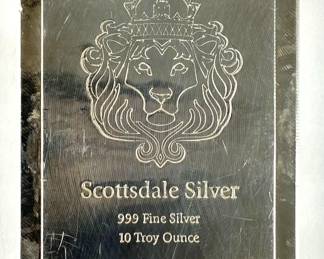 Scottsdale Silver
999 Fine Silver
10 Troy Ounce